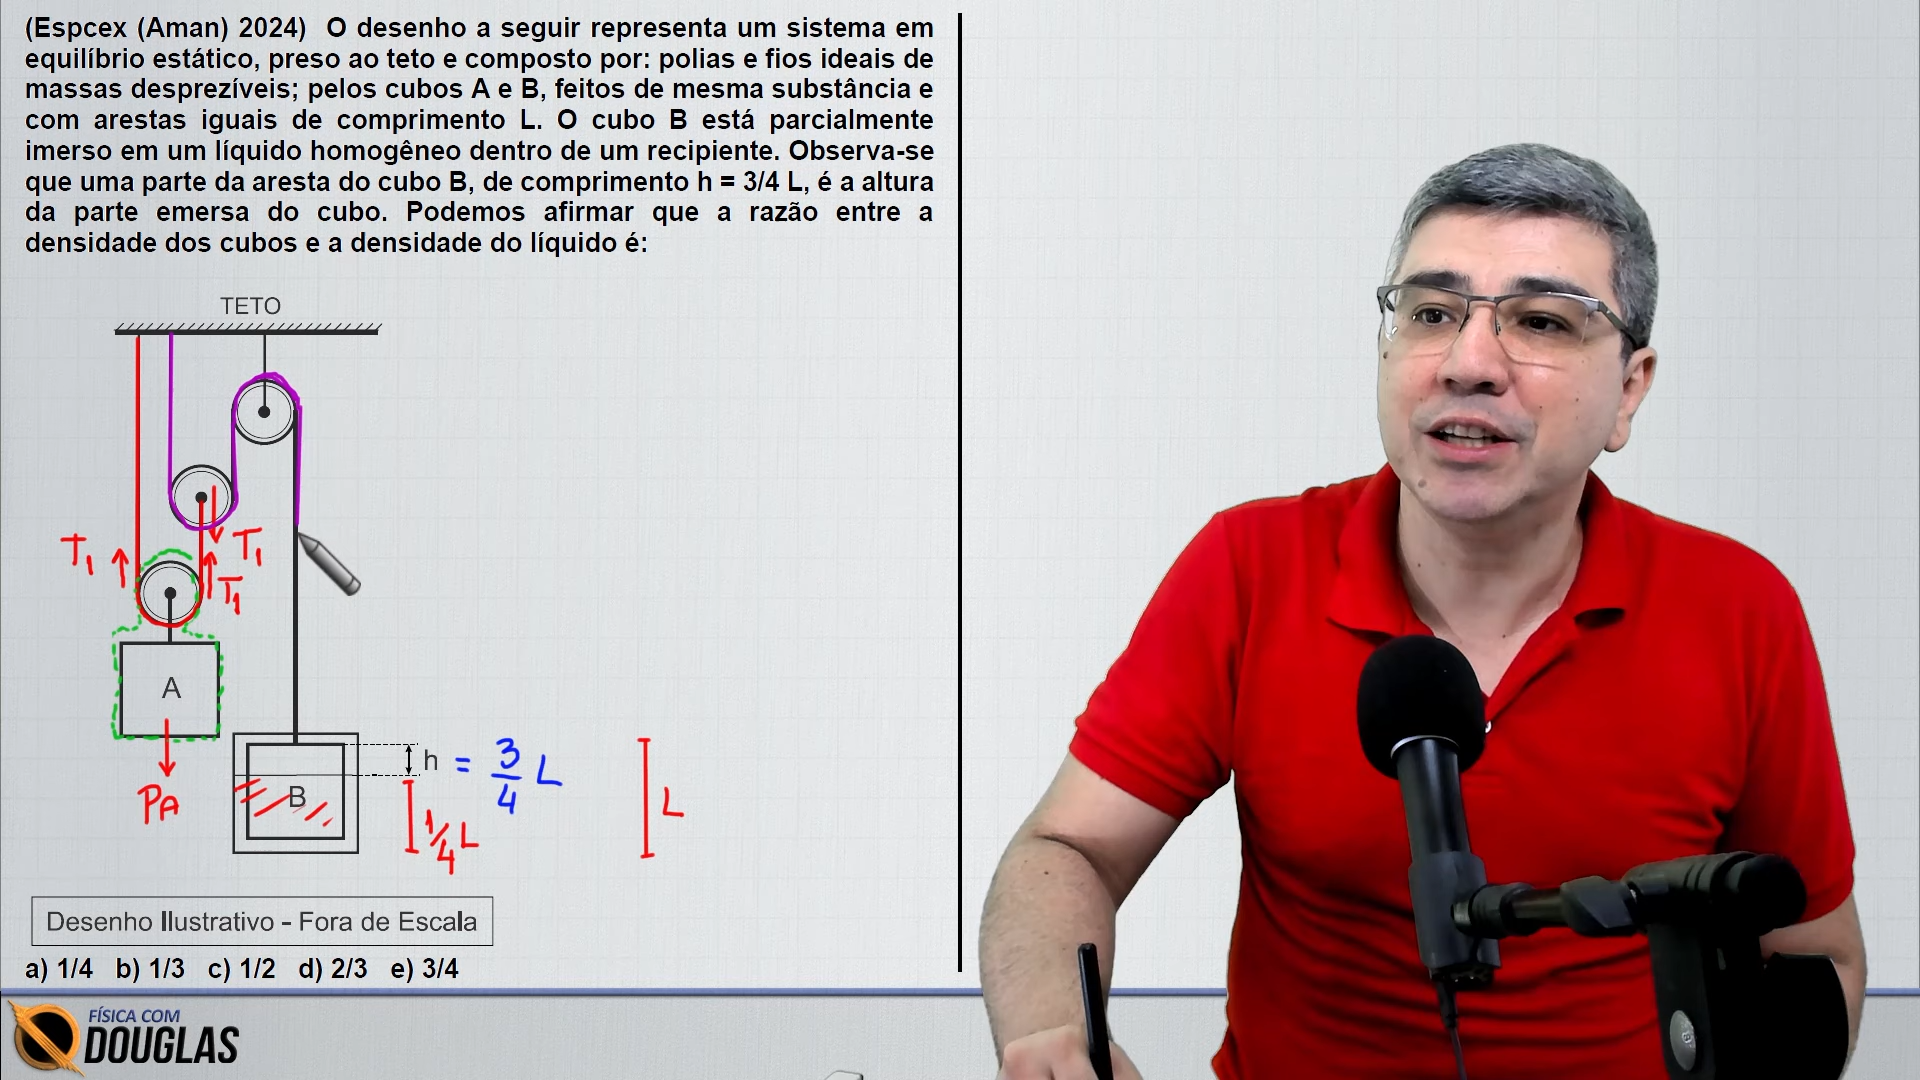 (Espcex (Aman) 2024) O desenho a seguir representa um sistema em
equilíbrio estático, preso ao teto e composto por: polias e fios ideais de
massas desprezíveis; pelos cubos A e B, feitos de mesma substância e
com arestas iguais de comprimento L. O cubo B está parcialmente
imerso em um líquido homogêneo dentro de um recipiente. Observa-se
que uma parte da aresta do cubo B, de comprimento h = 3/4 L, é a altura
da parte emersa do cubo. Podemos afirmar que a razão entre a
densidade dos cubos e a densidade do líquido é:
TETO
T1
T1
T1
A
PA
h = 3/4 L
B
1/4 L
L
Desenho Ilustrativo - Fora de Escala
a) 1/4 b) 1/3 c) 1/2 d) 2/3 e) 3/4
FÍSICA COM
DOUGLAS